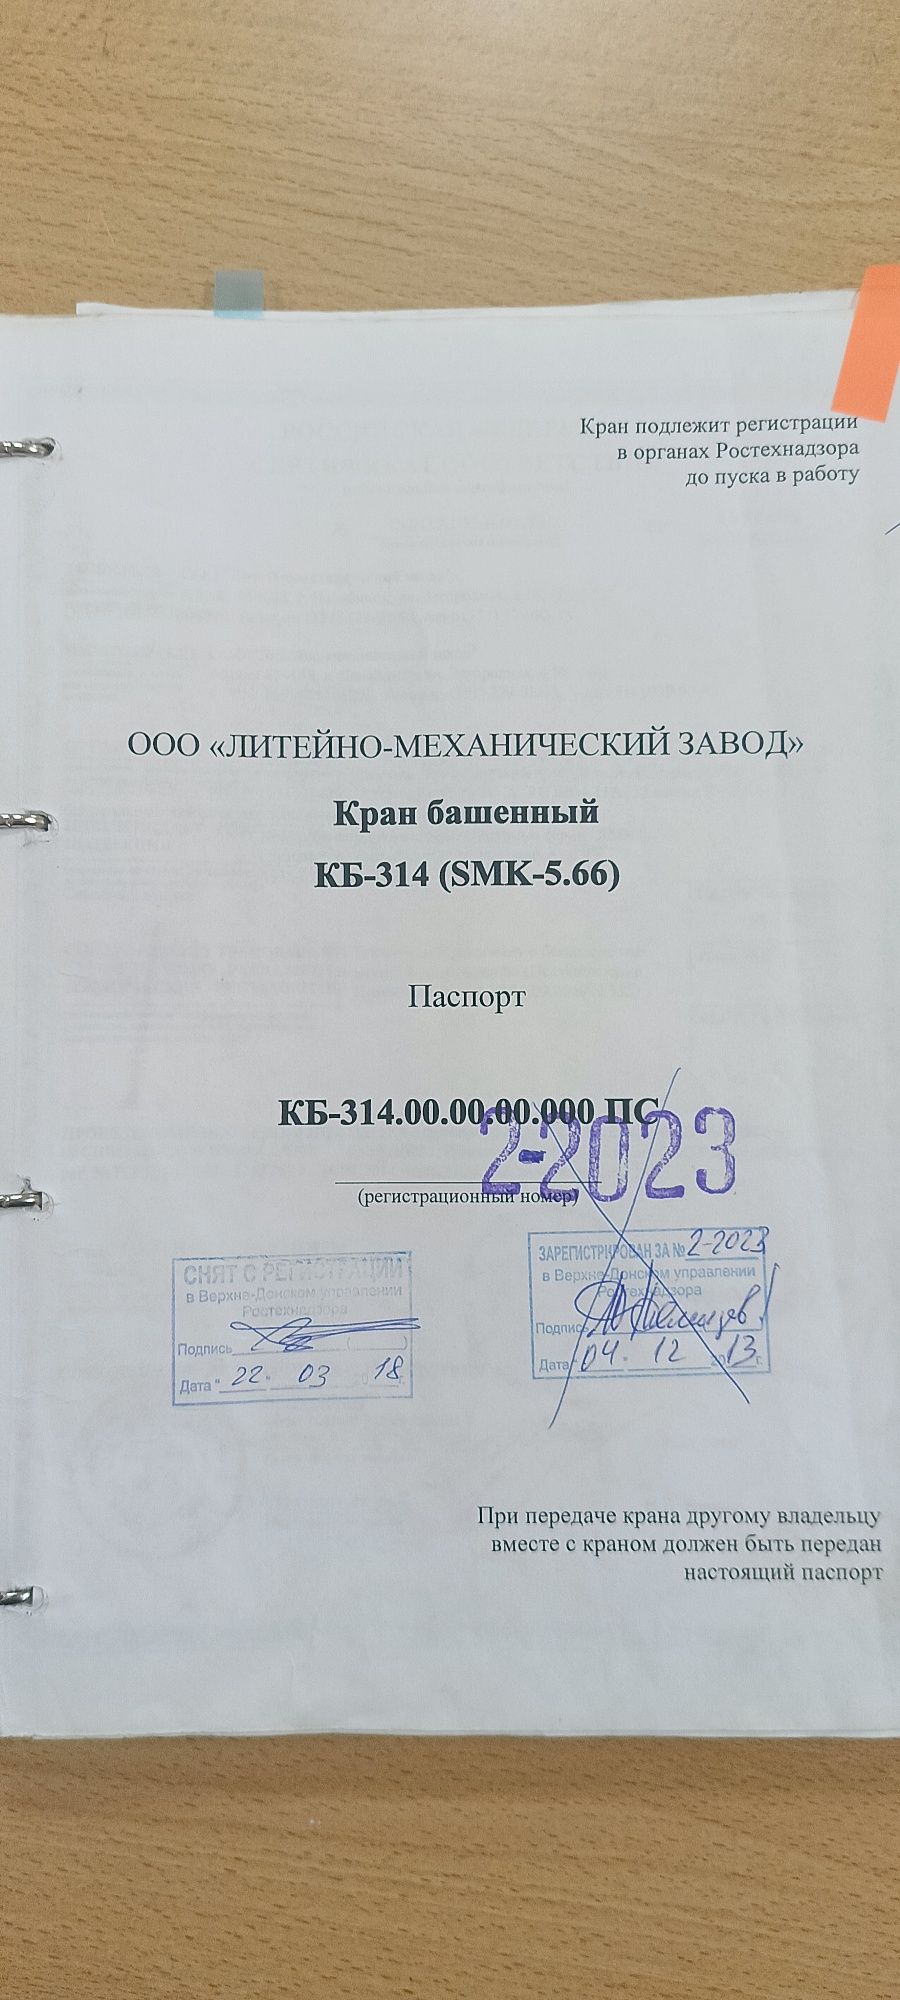 Кран подлежит регистрации
в органах Ростехнадзора
до пуска в работу
ООО «ЛИТЕЙНО-МЕХАНИЧЕСКИЙ ЗАВОД»
Кран башенный
КБ-314 (SMK-5.66)
Паспорт
КБ-314.00.00.00.000 ПС
2-2023
(регистрационный номер)
СНЯТ С РЕГИСТРАЦИИ
в Верхне-Донском управлении
Ростехнадзора
Подпись
Дата " 22 " 03 18 г.
ЗАРЕГИСТРИРОВАН ЗА № 2-2023
в Верхне-Донском управлении
Ростехнадзора
Подпись
Дата " 04 " 12 2013 г.
При передаче крана другому владельцу
вместе с краном должен быть передан
настоящий паспорт